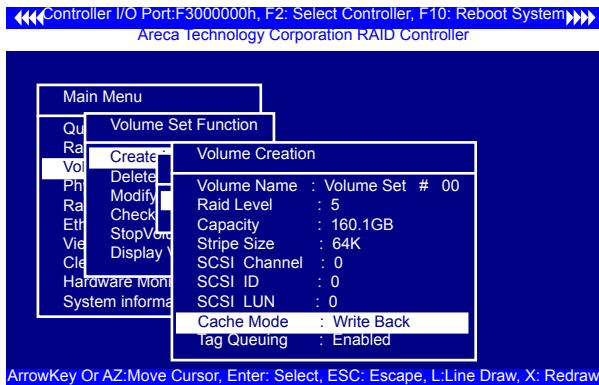 Controller I/O Port:F3000000h, F2: Select Controller, F10: Reboot System
Areca Technology Corporation RAID Controller
Main Menu
Volume Set Function
Create
Delete
Modify
Check
Display
Hardware
System
Volume Creation
Volume Name : Volume Set # 00
Raid Level : 5
Capacity : 160.1GB
Stripe Size : 64K
SCSI Channel : 0
SCSI ID : 0
SCSI LUN : 0
Cache Mode : Write Back
Tag Queuing : Enabled
ArrowKey Or AZ:Move Cursor, Enter: Select, ESC: Escape, L:Line Draw, X: Redraw